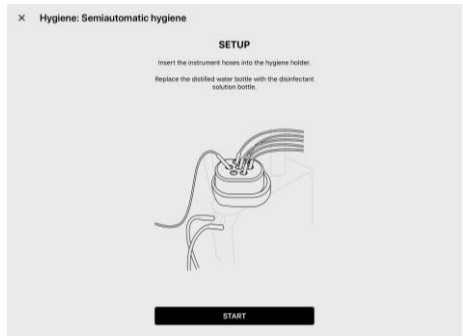 × Hygiene: Semiautomatic hygiene
SETUP
Insert the instrument hoses into the hygiene holder.
Replace the distilled water bottle with the disinfectant
solution bottle.
START